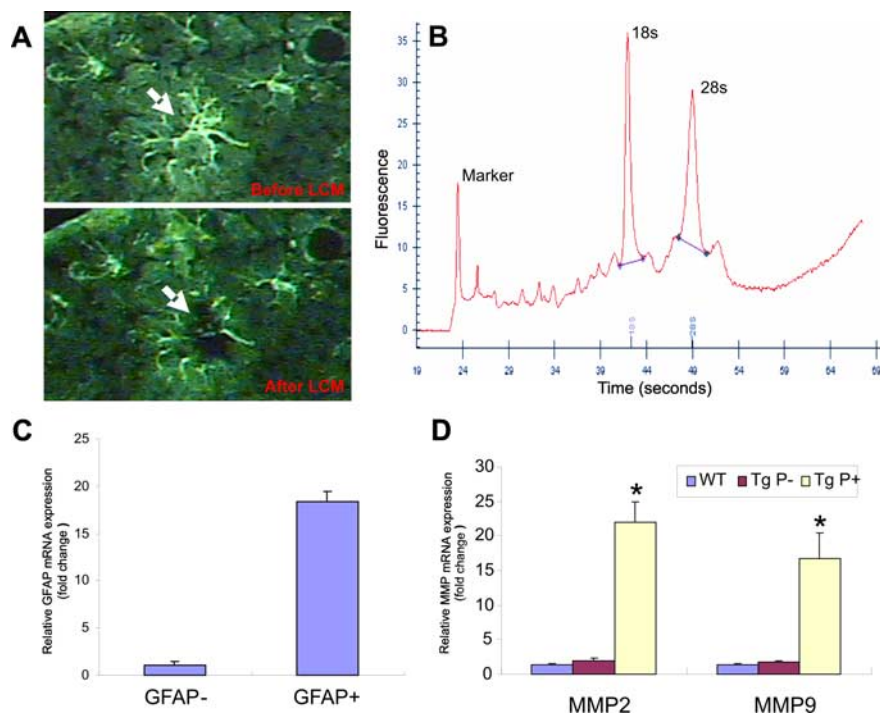 A
Before LCM
After LCM
B
Fluorescence
35
30
25
20
15
10
5
0
Marker
18s
28s
28 S
19
24
29
34
39
44
49
54
59
64
69
Time (seconds)
C
Relative GFAP mRNA expression
(fold change )
25
20
15
10
5
0
GFAP-
GFAP+
D
Relative MMP mRNA expression
(fold change )
30
25
20
15
10
5
0
WT
Tg P-
Tg P+
*
*
MMP2
MMP9